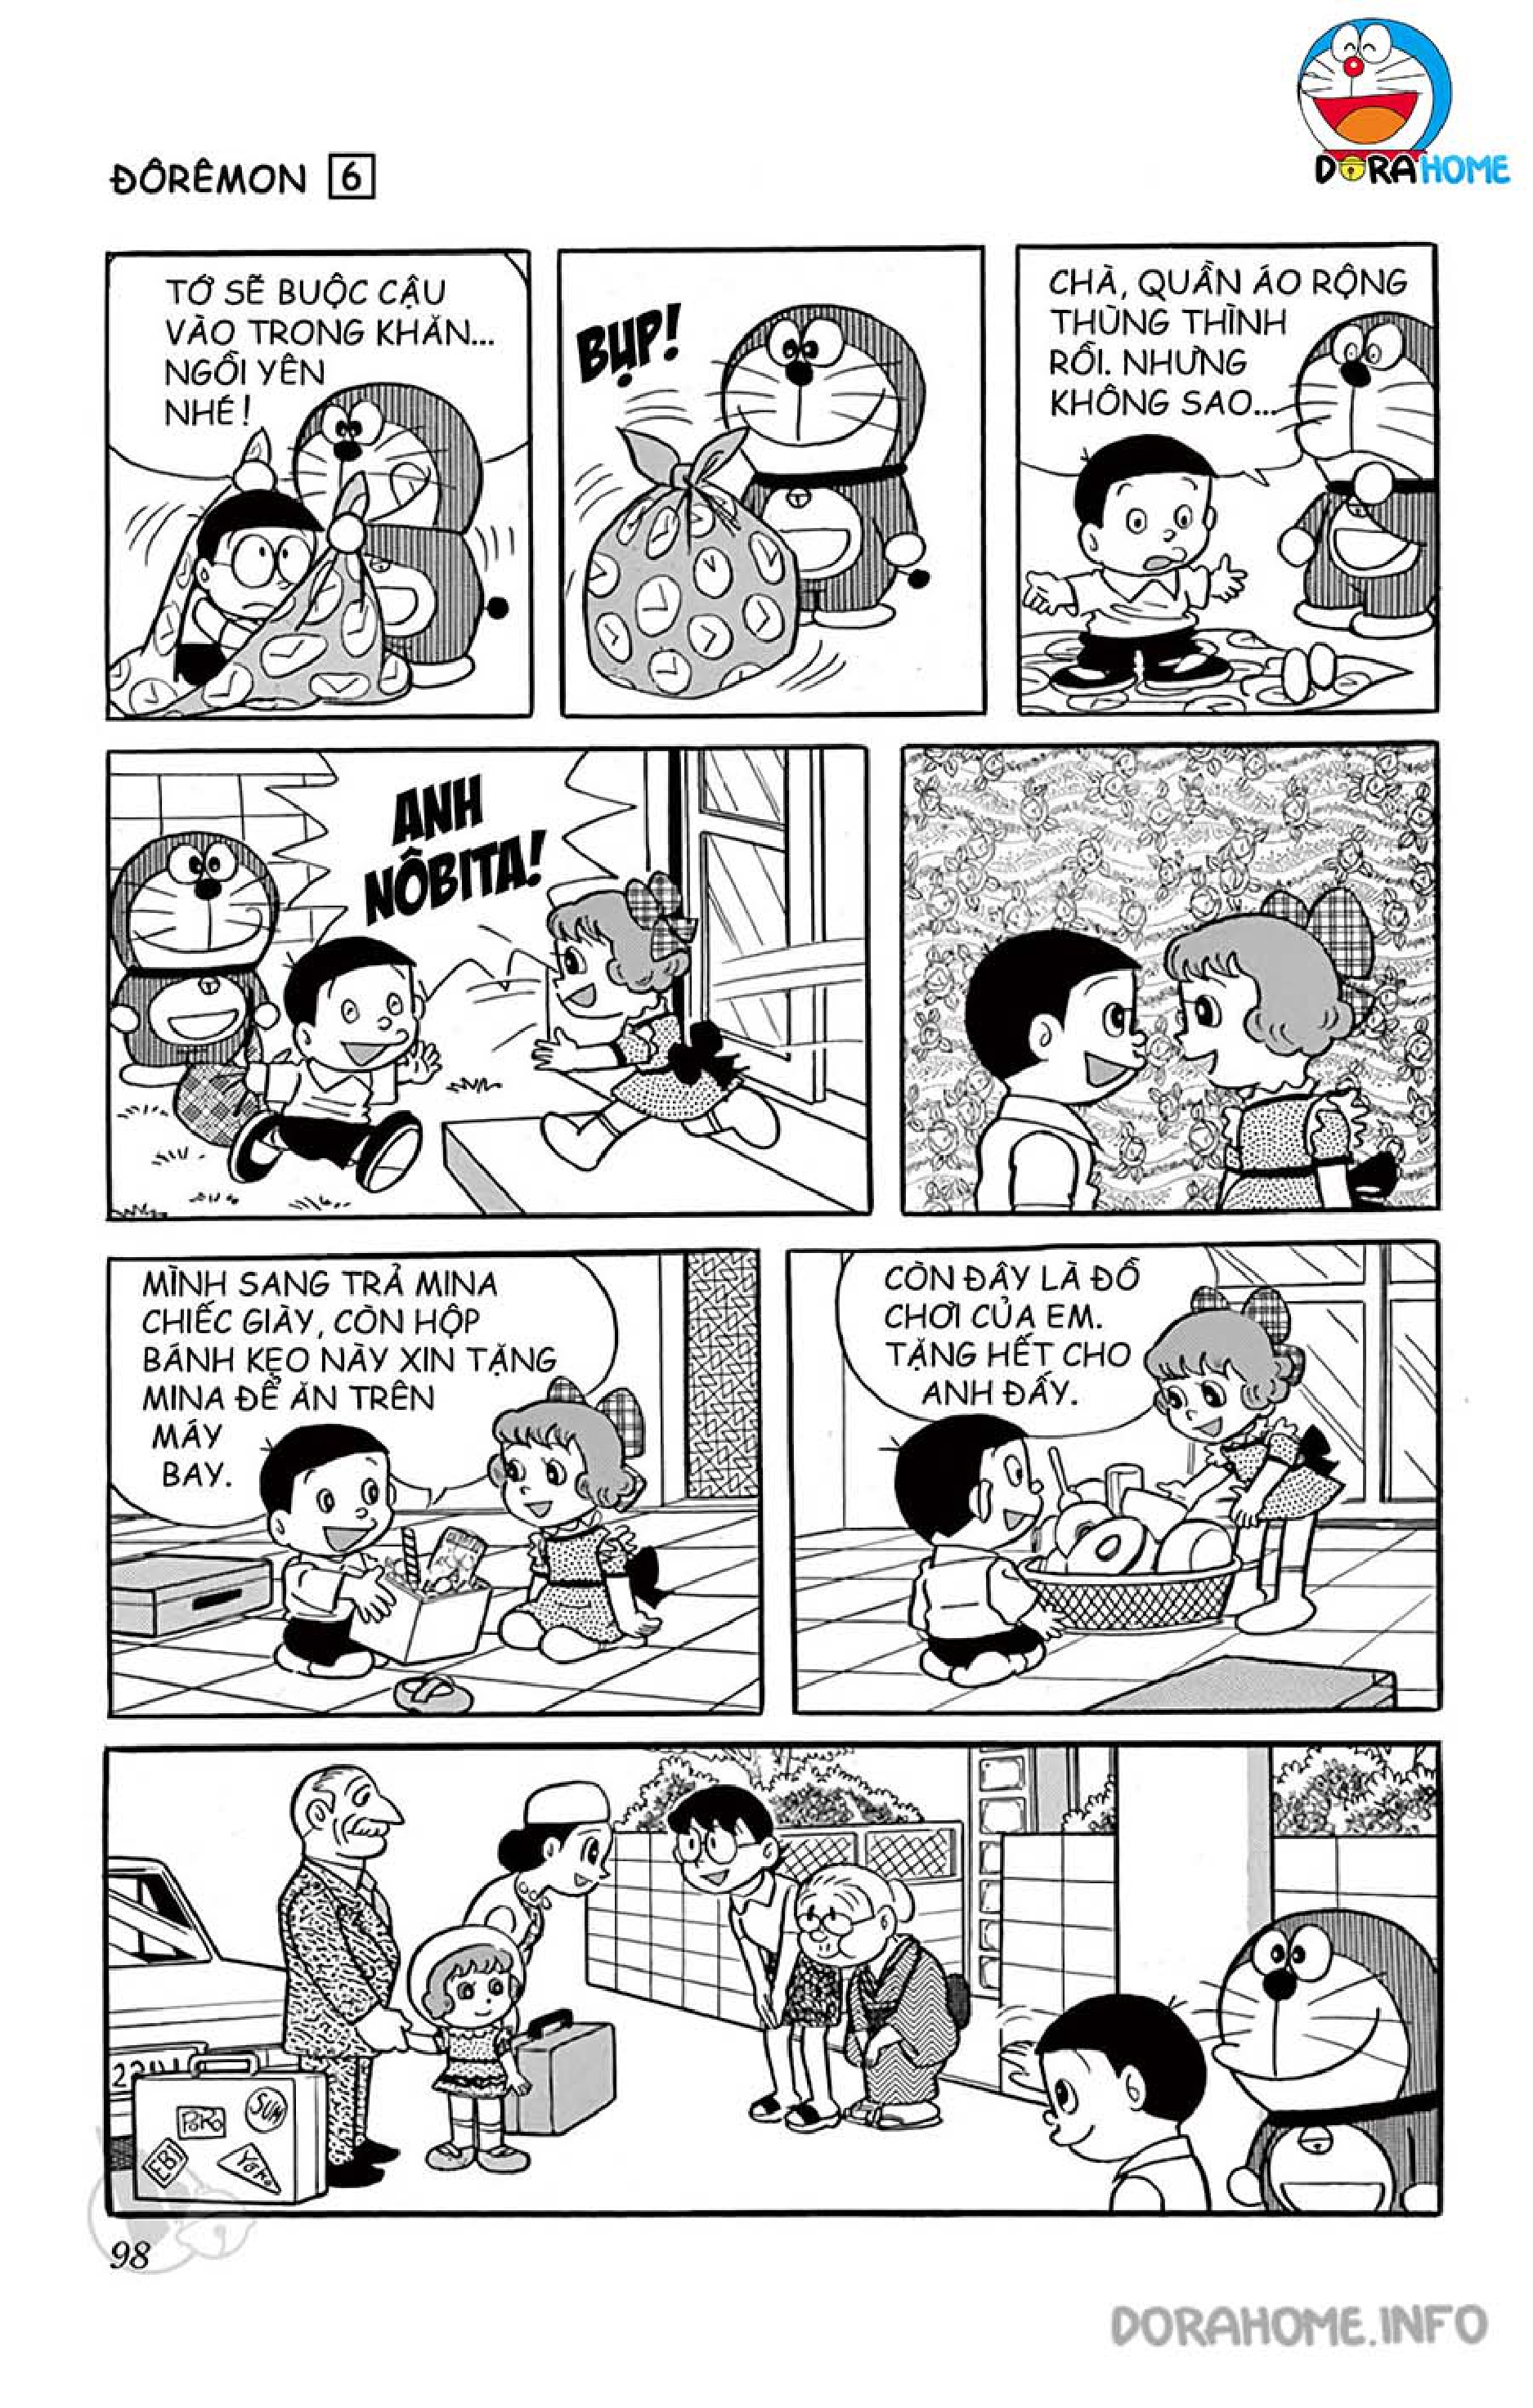 DORAHOME
ĐÔRÊMON 6
TỚ SẼ BUỘC CẬU
VÀO TRONG KHĂN...
NGỒI YÊN
NHÉ!
BỤP!
CHÀ, QUẦN ÁO RỘNG
THÙNG THÌNH
RỒI. NHƯNG
KHÔNG SAO...
ANH
NÔBITA!
MÌNH SANG TRẢ MINA
CHIẾC GIÀY, CÒN HỘP
BÁNH KẸO NÀY XIN TẶNG
MINA ĐỂ ĂN TRÊN
MÁY
BAY.
CÒN ĐÂY LÀ ĐỒ
CHƠI CỦA EM.
TẶNG HẾT CHO
ANH ĐẤY.
PORO
SUM
EBI
98
DORAHOME.INFO